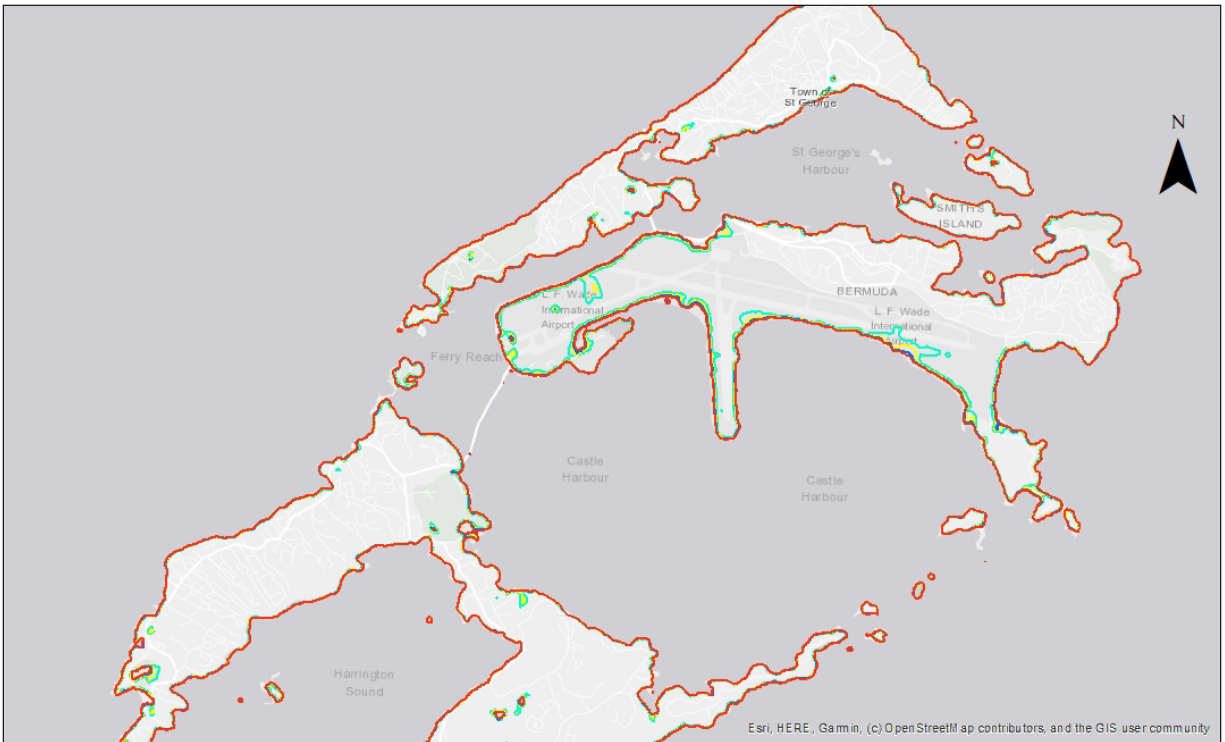 Town of
St George
N
St George's
Harbour
SMITH'S
ISLAND
BERMUDA
L. F. Wade
International
Airport
L. F. Wade
International
Airport
Ferry Reach
Castle
Harbour
Castle
Harbour
Harrington
Sound
Esri, HERE, Garmin, (c) OpenStreetMap contributors, and the GIS user community